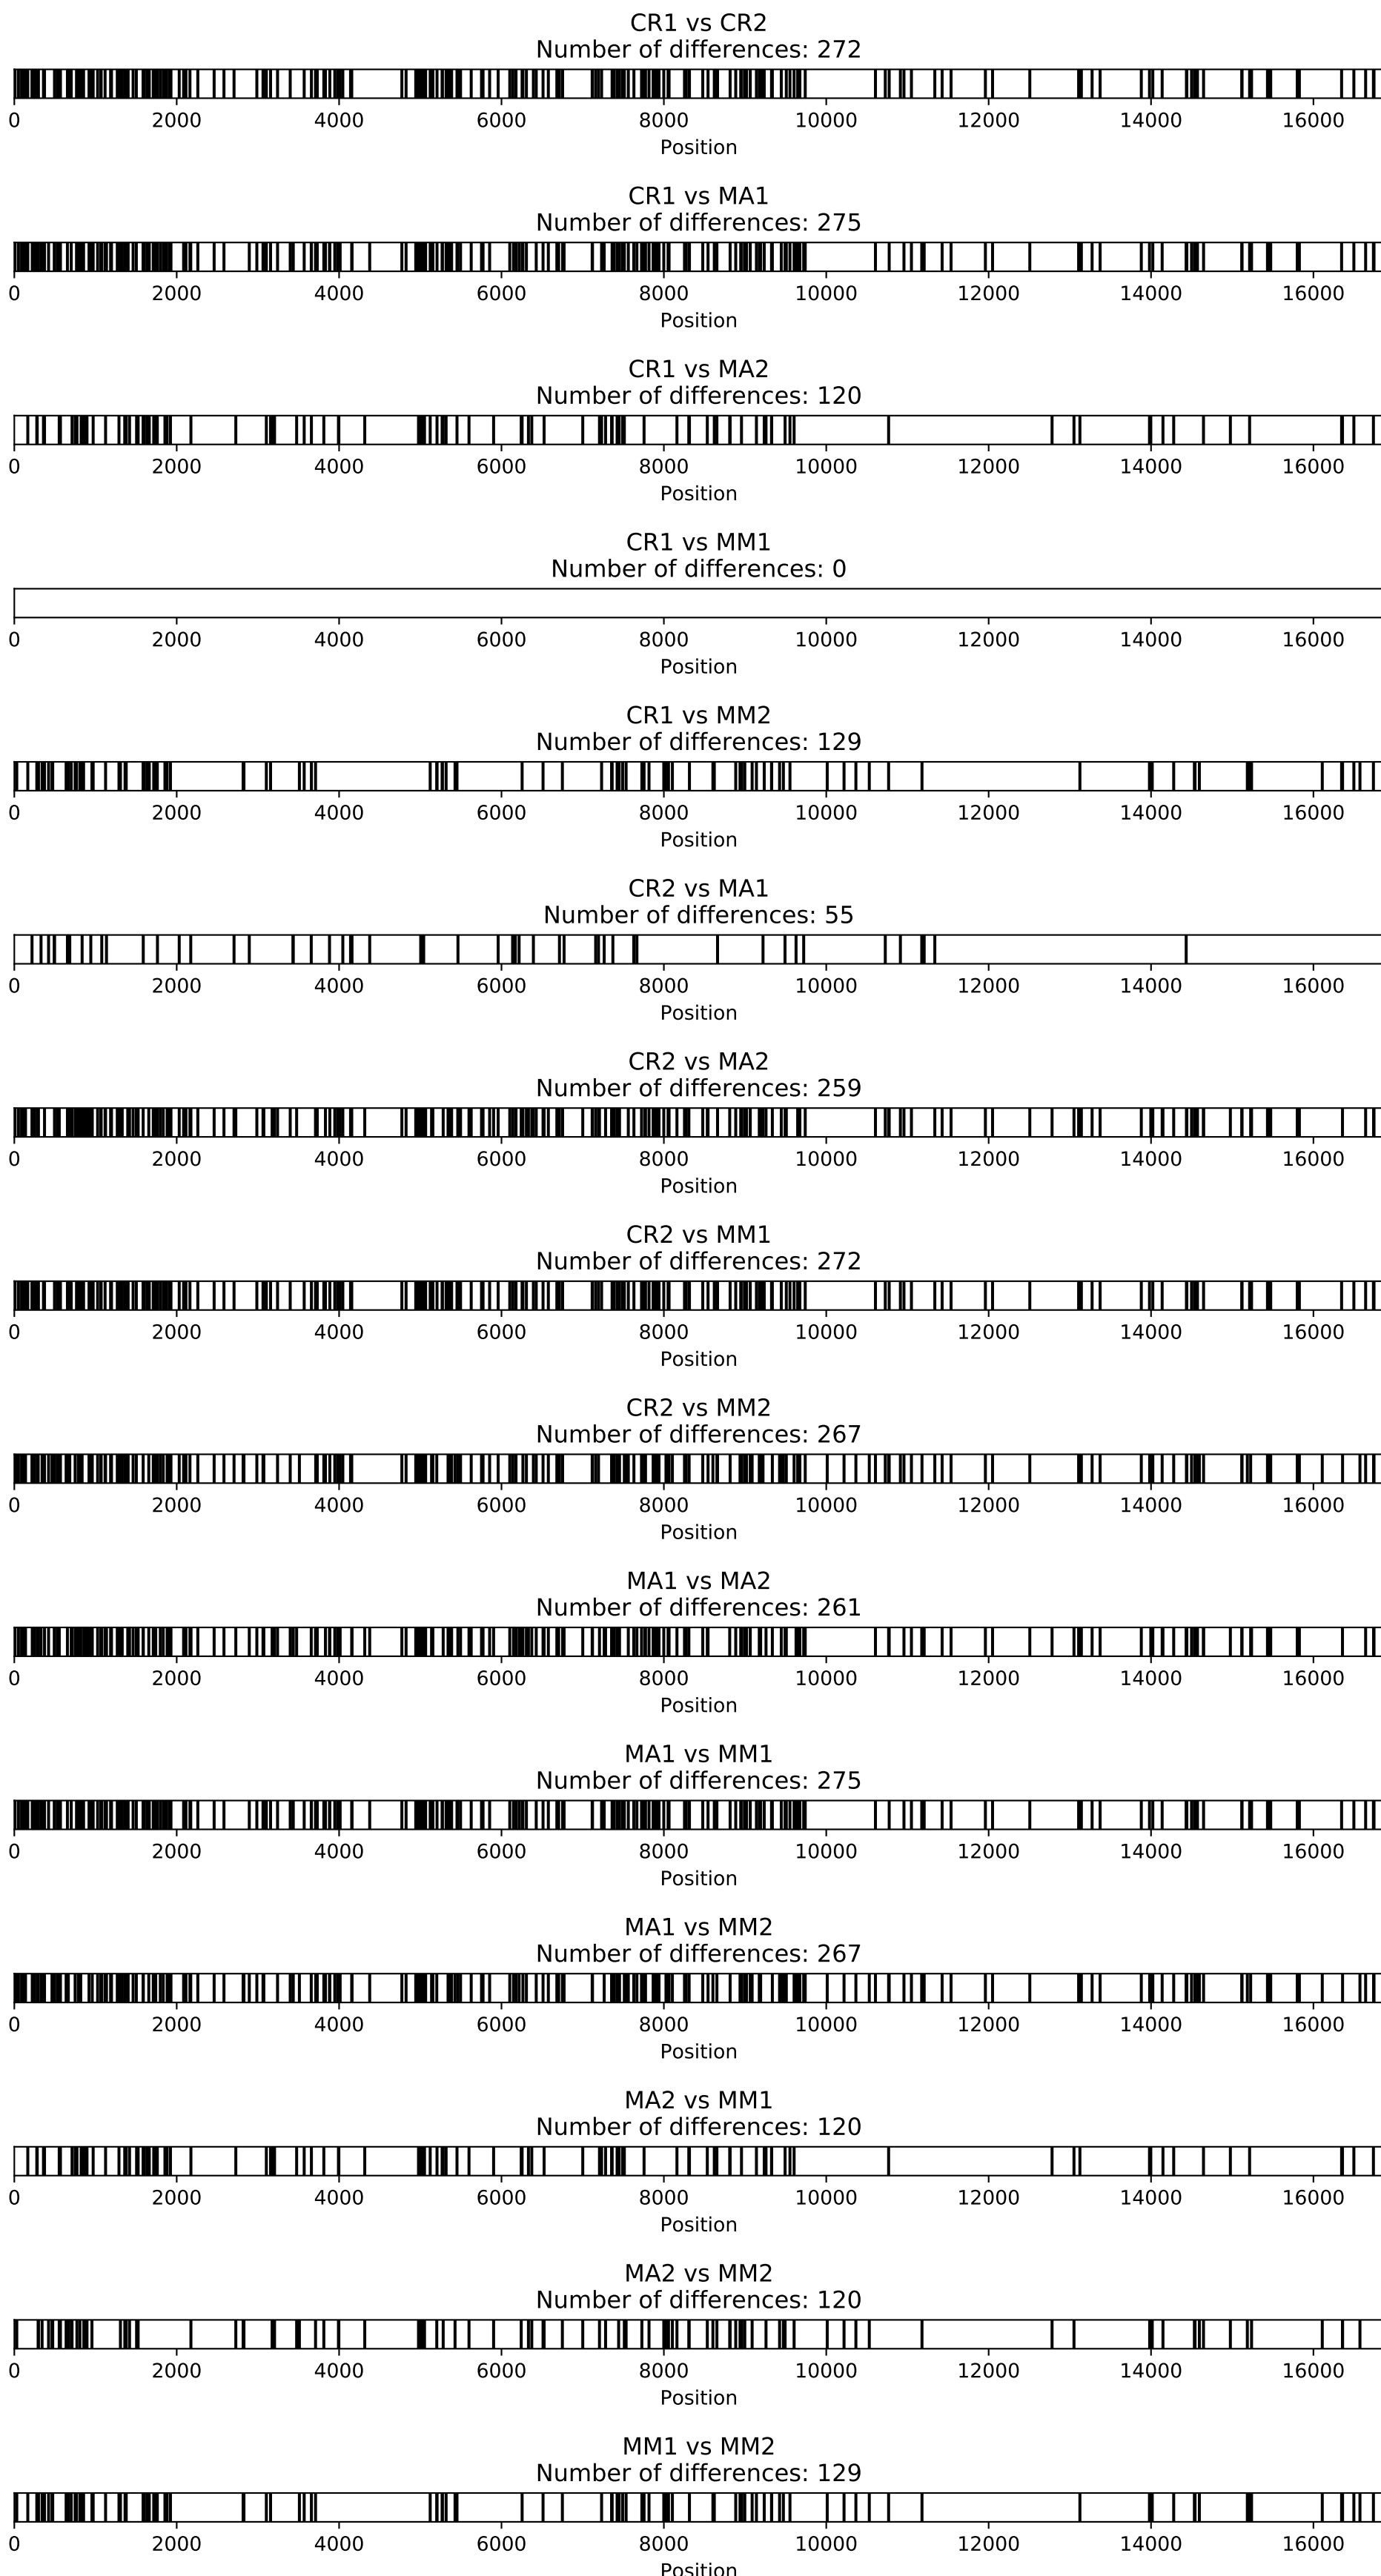 CR1 vs CR2
Number of differences: 272
0 2000 4000 6000 8000 10000 12000 14000 16000
Position
CR1 vs MA1
Number of differences: 275
0 2000 4000 6000 8000 10000 12000 14000 16000
Position
CR1 vs MA2
Number of differences: 120
0 2000 4000 6000 8000 10000 12000 14000 16000
Position
CR1 vs MM1
Number of differences: 0
0 2000 4000 6000 8000 10000 12000 14000 16000
Position
CR1 vs MM2
Number of differences: 129
0 2000 4000 6000 8000 10000 12000 14000 16000
Position
CR2 vs MA1
Number of differences: 55
0 2000 4000 6000 8000 10000 12000 14000 16000
Position
CR2 vs MA2
Number of differences: 259
0 2000 4000 6000 8000 10000 12000 14000 16000
Position
CR2 vs MM1
Number of differences: 272
0 2000 4000 6000 8000 10000 12000 14000 16000
Position
CR2 vs MM2
Number of differences: 267
0 2000 4000 6000 8000 10000 12000 14000 16000
Position
MA1 vs MA2
Number of differences: 261
0 2000 4000 6000 8000 10000 12000 14000 16000
Position
MA1 vs MM1
Number of differences: 275
0 2000 4000 6000 8000 10000 12000 14000 16000
Position
MA1 vs MM2
Number of differences: 267
0 2000 4000 6000 8000 10000 12000 14000 16000
Position
MA2 vs MM1
Number of differences: 120
0 2000 4000 6000 8000 10000 12000 14000 16000
Position
MA2 vs MM2
Number of differences: 120
0 2000 4000 6000 8000 10000 12000 14000 16000
Position
MM1 vs MM2
Number of differences: 129
0 2000 4000 6000 8000 10000 12000 14000 16000
Position